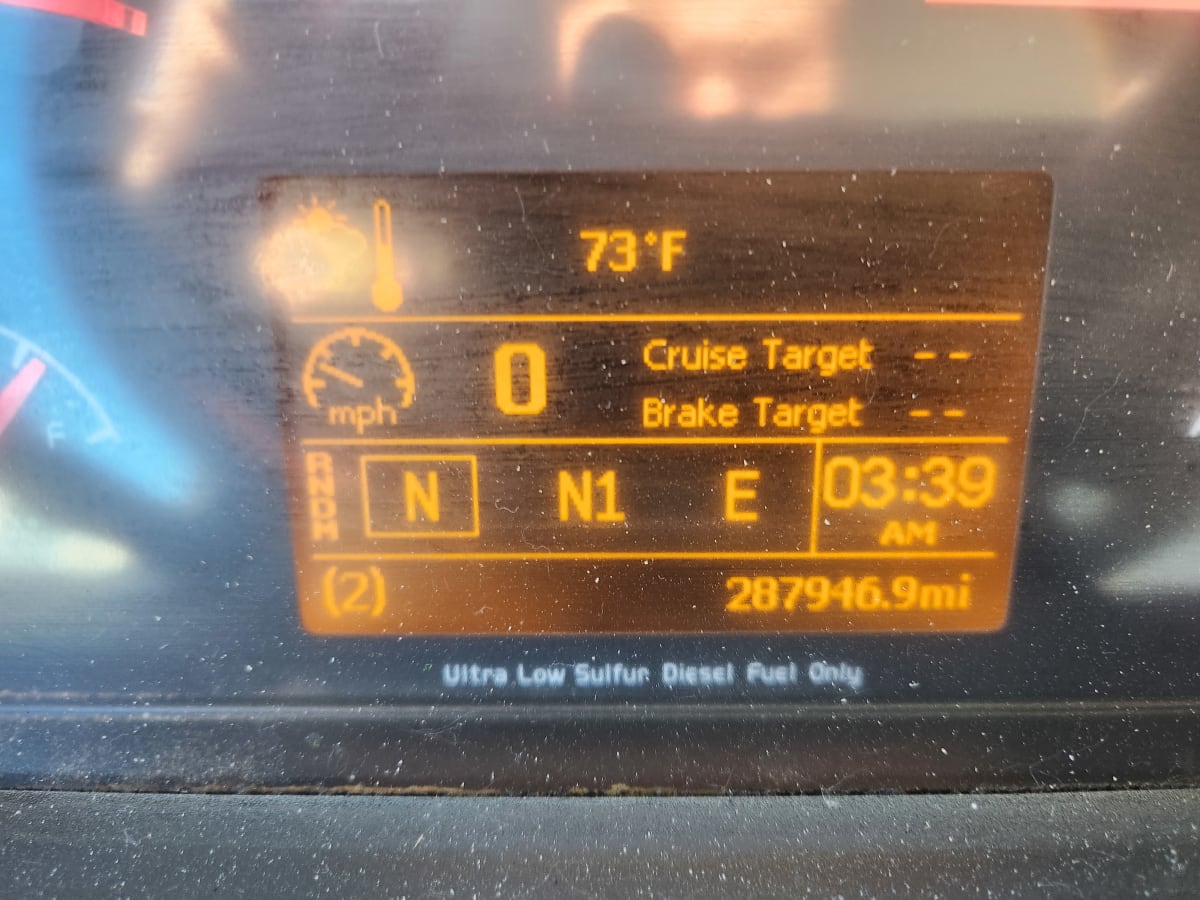 73°F
mph
0
Cruise Target --
Brake Target --
R
N
D
M
N N1 E
03:39
AM
(2)
287946.9mi
F
Ultra Low Sulfur Diesel Fuel Only